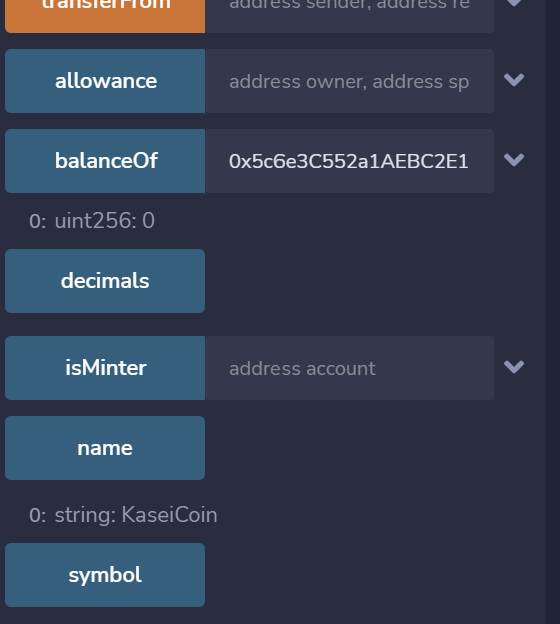 transferFrom address sender, address re
allowance address owner, address sp
balanceOf 0x5c6e3C552a1AEBC2E1
0: uint256: 0
decimals
isMinter address account
name
0: string: KaseiCoin
symbol